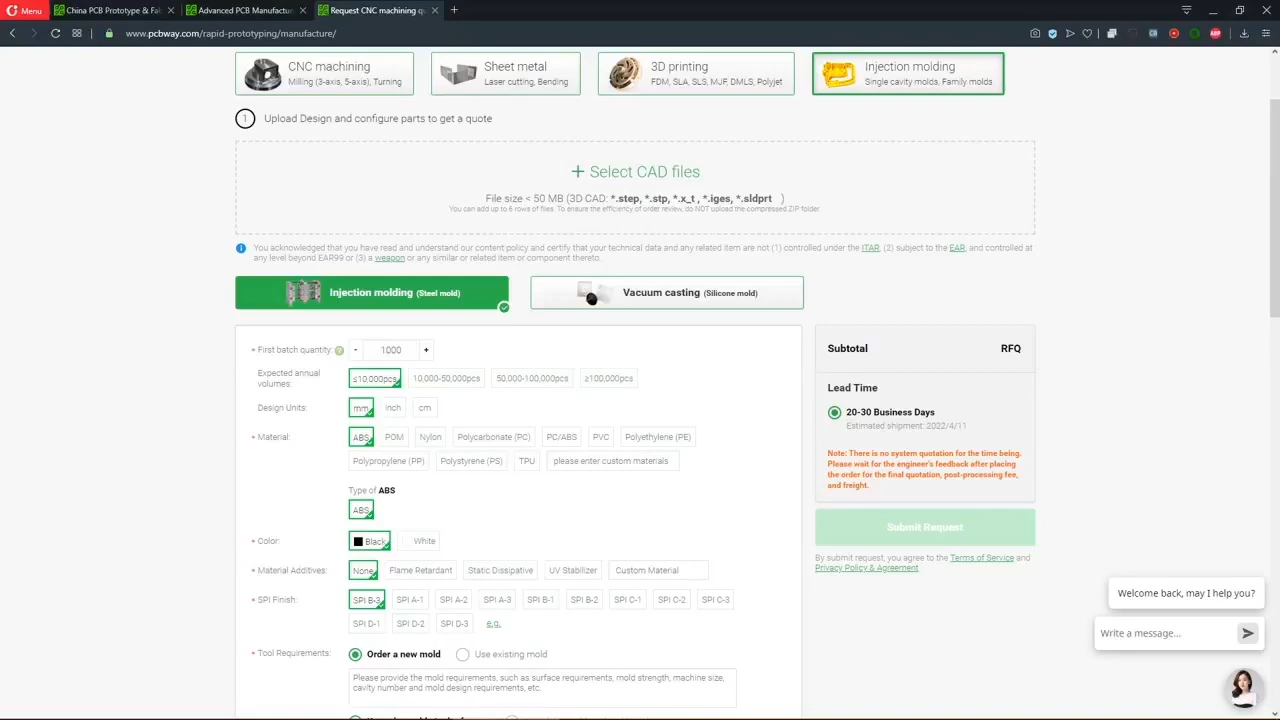 Menu
China PCB Prototype & Fab
Advanced PCB Manufactur
Request CNC machining qu
www.pcbway.com/rapid-prototyping/manufacture/
CNC machining
Milling (3-axis, 5-axis), Turning
Sheet metal
Laser cutting, Bending
3D printing
FDM, SLA, SLS, MJF, DMLS, Polyjet
Injection molding
Single cavity molds, Family molds
1 Upload Design and configure parts to get a quote
+ Select CAD files
File size < 50 MB (3D CAD: *.step, *.stp, *.x_t , *.iges, *.sldprt )
You can add up to 6 rows of files. To ensure the efficiency of order review, do NOT upload the compressed ZIP folder.
You acknowledged that you have read and understand our content policy and certify that your technical data and any related item are not (1) controlled under the ITAR, (2) subject to the EAR, and controlled at
any level beyond EAR99 or (3) a weapon or any similar or related item or component thereto.
Injection molding (Steel mold)
Vacuum casting (Silicone mold)
* First batch quantity: ? - 1000 +
Expected annual
volumes:
≤10,000pcs 10,000-50,000pcs 50,000-100,000pcs ≥100,000pcs
Design Units: mm inch cm
* Material: ABS POM Nylon Polycarbonate (PC) PC/ABS PVC Polyethylene (PE)
Polypropylene (PP) Polystyrene (PS) TPU please enter custom materials
Type of ABS
ABS
* Color: Black White
* Material Additives: None Flame Retardant Static Dissipative UV Stabilizer Custom Material
* SPI Finish: SPI B-3 SPI A-1 SPI A-2 SPI A-3 SPI B-1 SPI B-2 SPI C-1 SPI C-2 SPI C-3
SPI D-1 SPI D-2 SPI D-3 e.g.
* Tool Requirements: Order a new mold Use existing mold
Please provide the mold requirements, such as surface requirements, mold strength, machine size,
cavity number and mold design requirements, etc.
Subtotal RFQ
Lead Time
20-30 Business Days
Estimated shipment: 2022/4/11
Note: There is no system quotation for the time being.
Please wait for the engineer's feedback after placing
the order for the final quotation, post-processing fee,
and freight.
Submit Request
By submit request, you agree to the Terms of Service and
Privacy Policy & Agreement
Welcome back, may I help you?
Write a message...